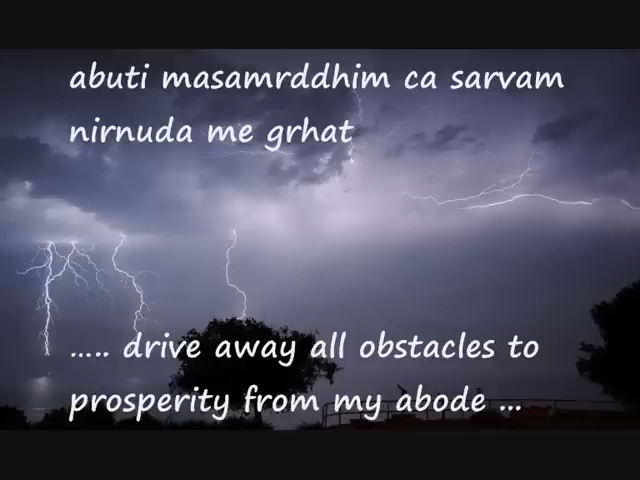 abuti masamrddhim ca sarvam
nirnuda me grhat
..... drive away all obstacles to
prosperity from my abode ...